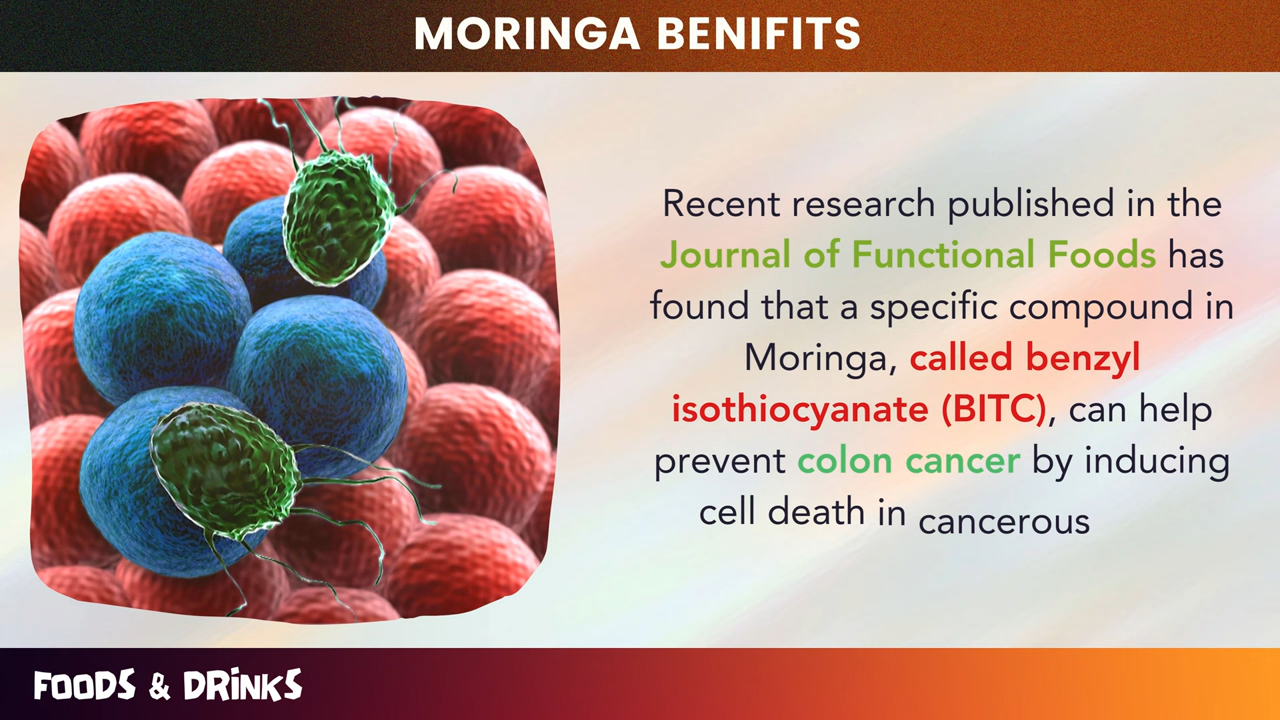 MORINGA BENIFITS
Recent research published in the
Journal of Functional Foods has
found that a specific compound in
Moringa, called benzyl
isothiocyanate (BITC), can help
prevent colon cancer by inducing
cell death in cancerous
FOODS & DRiNKS